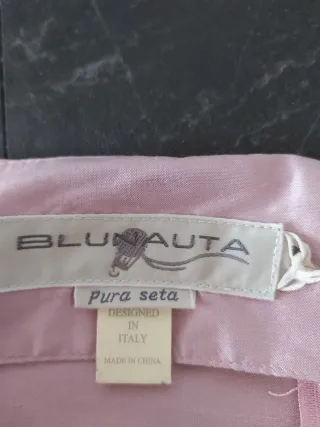 BLUNAUTA
pura seta
DESIGNED
IN
ITALY
MADE IN CHINA